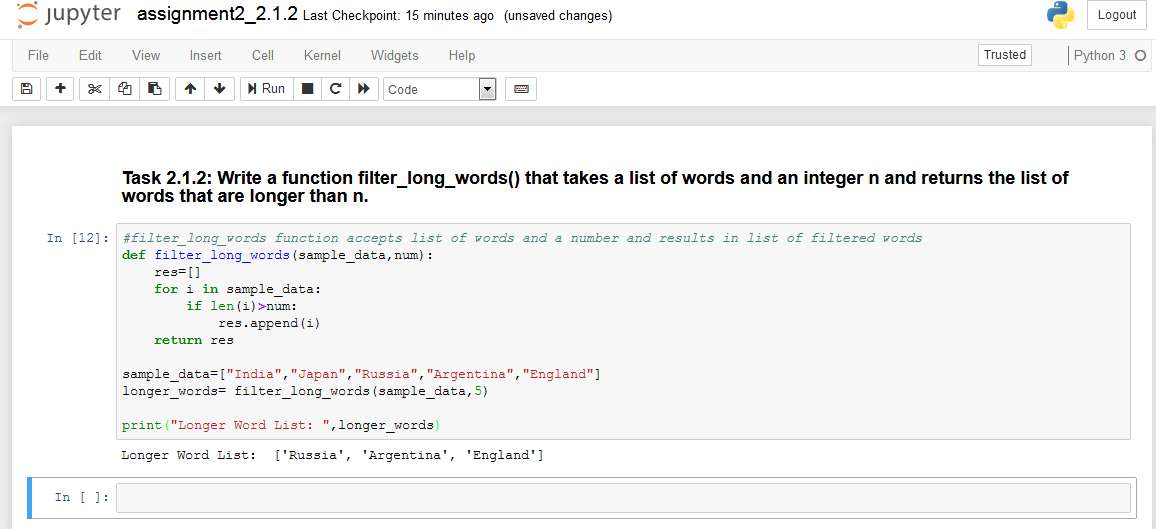 jupyter assignment2_2.1.2 Last Checkpoint: 15 minutes ago (unsaved changes) Logout
File Edit View Insert Cell Kernel Widgets Help Trusted Python 3
Run Code
Task 2.1.2: Write a function filter_long_words() that takes a list of words and an integer n and returns the list of
words that are longer than n.
In [12]: #filter_long_words function accepts list of words and a number and results in list of filtered words
def filter_long_words(sample_data,num):
    res=[]
    for i in sample_data:
        if len(i)>num:
            res.append(i)
    return res

sample_data=["India","Japan","Russia","Argentina","England"]
longer_words= filter_long_words(sample_data,5)

print("Longer Word List: ",longer_words)
Longer Word List:  ['Russia', 'Argentina', 'England']
In [ ]: